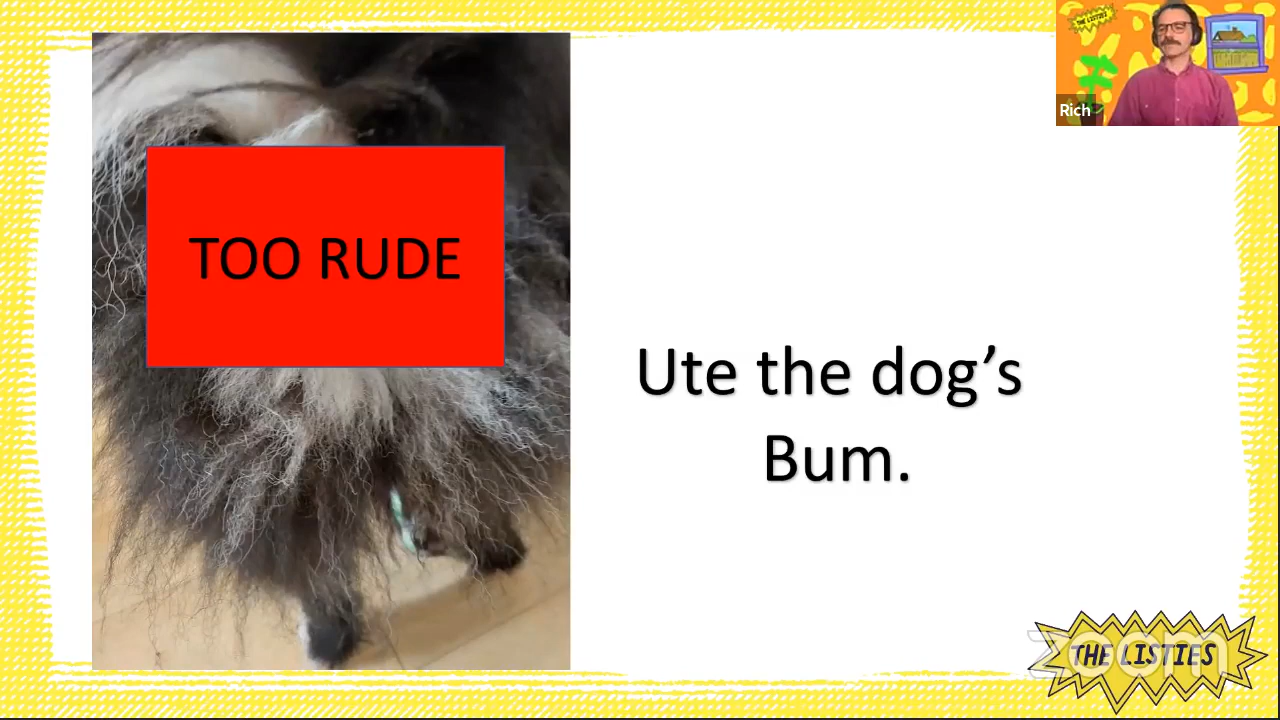 THE LISTIES
Rich
TOO RUDE
Ute the dog’s
Bum.
zoom
THE LISTIES